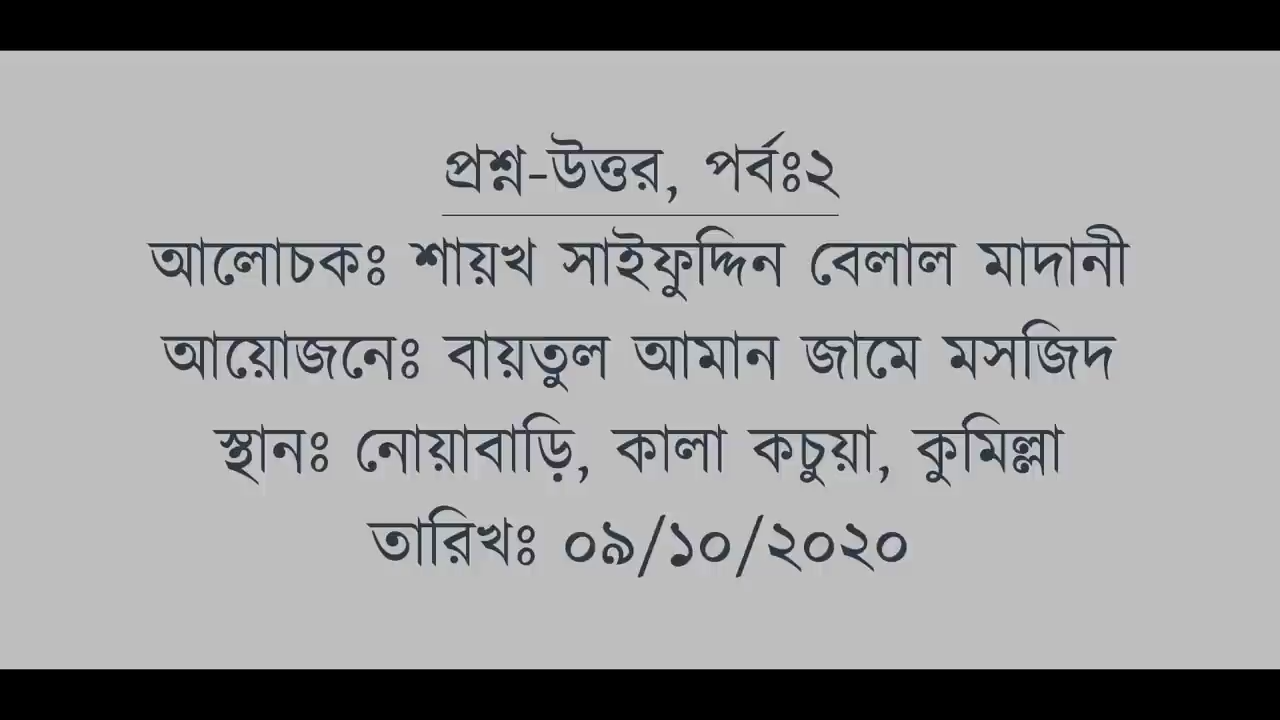 প্রশ্ন-উত্তর, পর্বঃ২
আলোচকঃ শায়খ সাইফুদ্দিন বেলাল মাদানী
আয়োজনেঃ বায়তুল আমান জামে মসজিদ
স্থানঃ নোয়াবাড়ি, কালা কচুয়া, কুমিল্লা
তারিখঃ ০৯/১০/২০২০